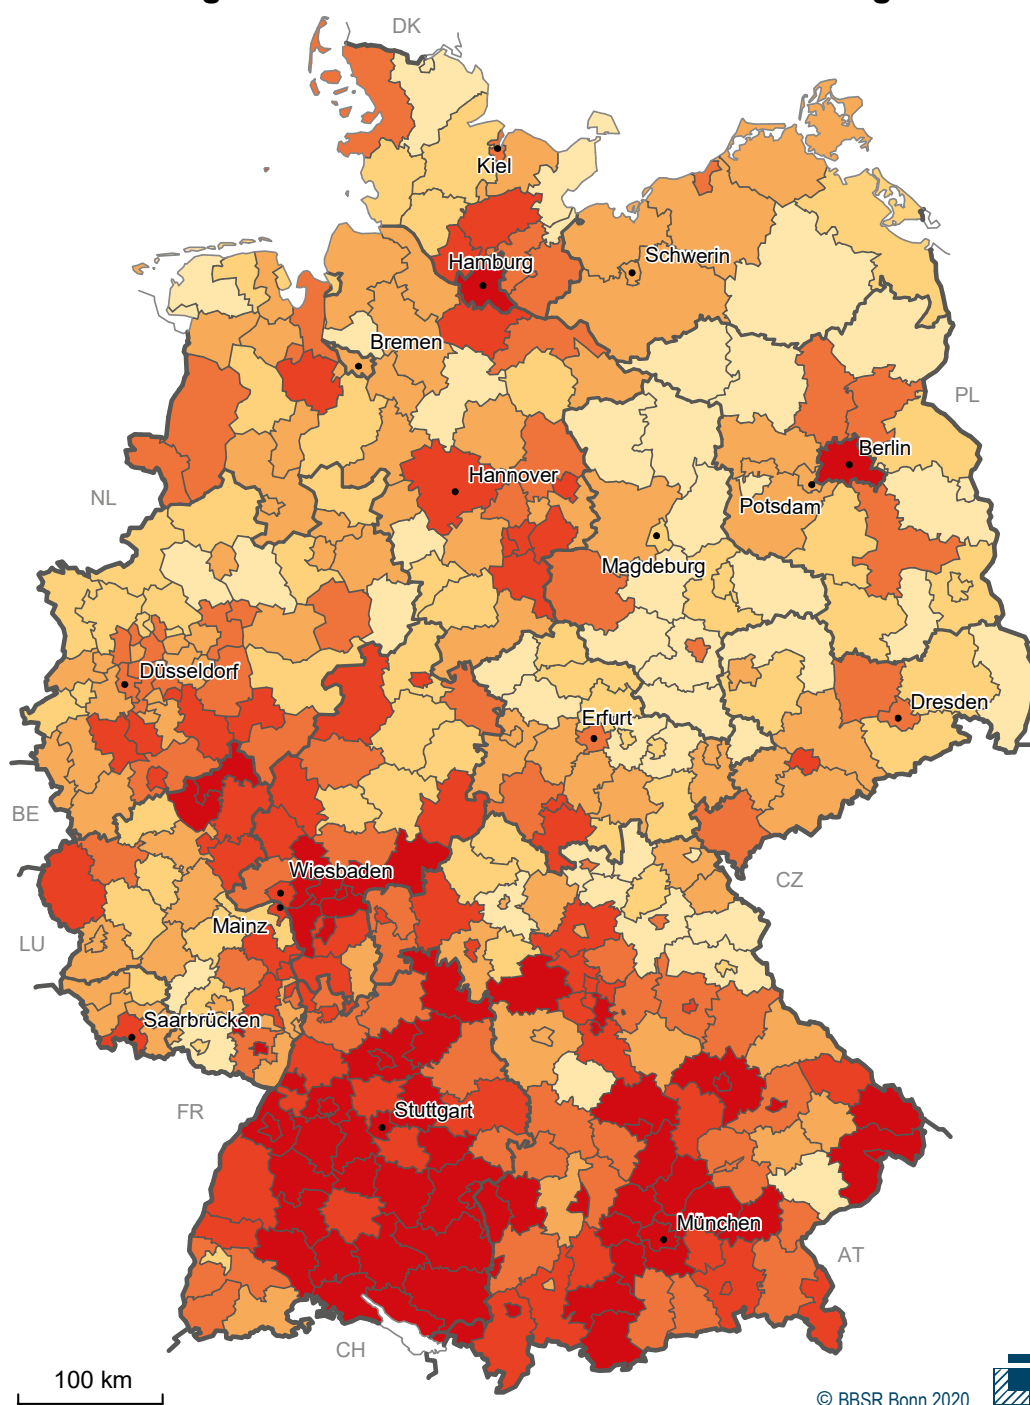 DK
Kiel
Schwerin
Hamburg
Bremen
PL
Berlin
Hannover
NL
Potsdam
Magdeburg
Düsseldorf
Dresden
Erfurt
BE
Wiesbaden
CZ
Mainz
LU
Saarbrücken
FR
Stuttgart
München
AT
CH
100 km
© BBSR Bonn 2020